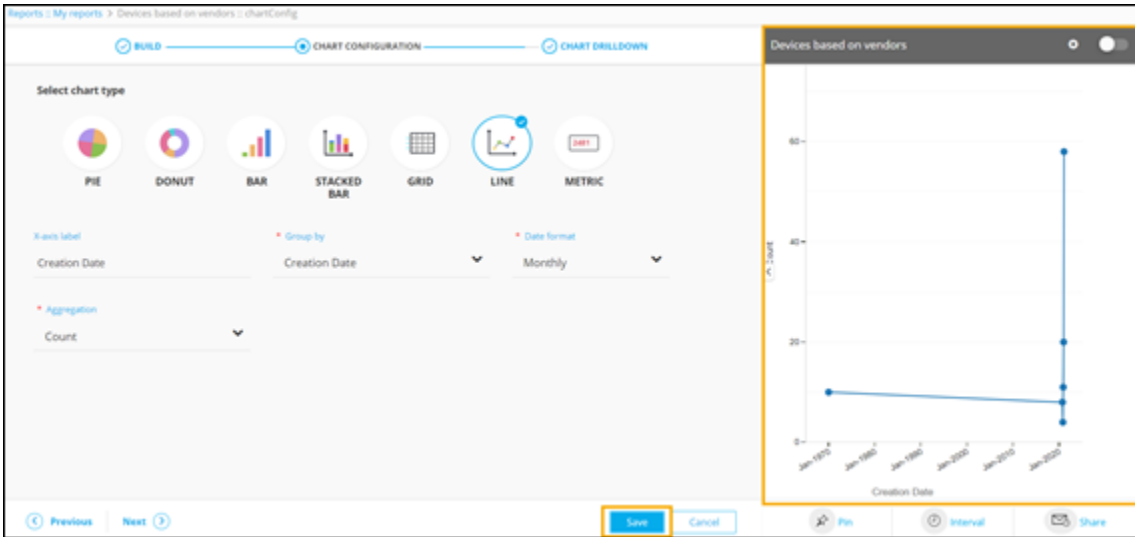 Reports :: My reports > Devices based on vendors :: chartConfig
BUILD CHART CONFIGURATION CHART DRILLDOWN
Select chart type
PIE DONUT BAR STACKED BAR GRID LINE 2401 METRIC
X-axis label * Group by * Date format
Creation Date Creation Date Monthly
* Aggregation
Count
Previous Next Save Cancel
Devices based on vendors
60
40
20
0
Count
Jan-1970 Jan-1980 Jan-1990 Jan-2000 Jan-2010 Jan-2020
Creation Date
Pin Interval Share